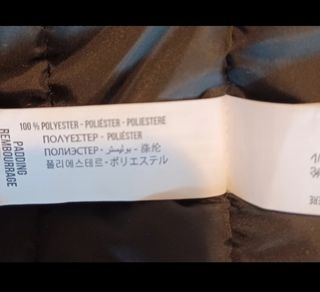 PADDING
REMBOURRAGE
100 % POLYESTER - POLIÉSTER - POLIESTERE
ΠΟΛΥΕΣΤΕΡ - POLIÉSTER
ПОЛИЭСТЕР - بوليستر - 涤纶
폴리에스테르 - ポリエステル